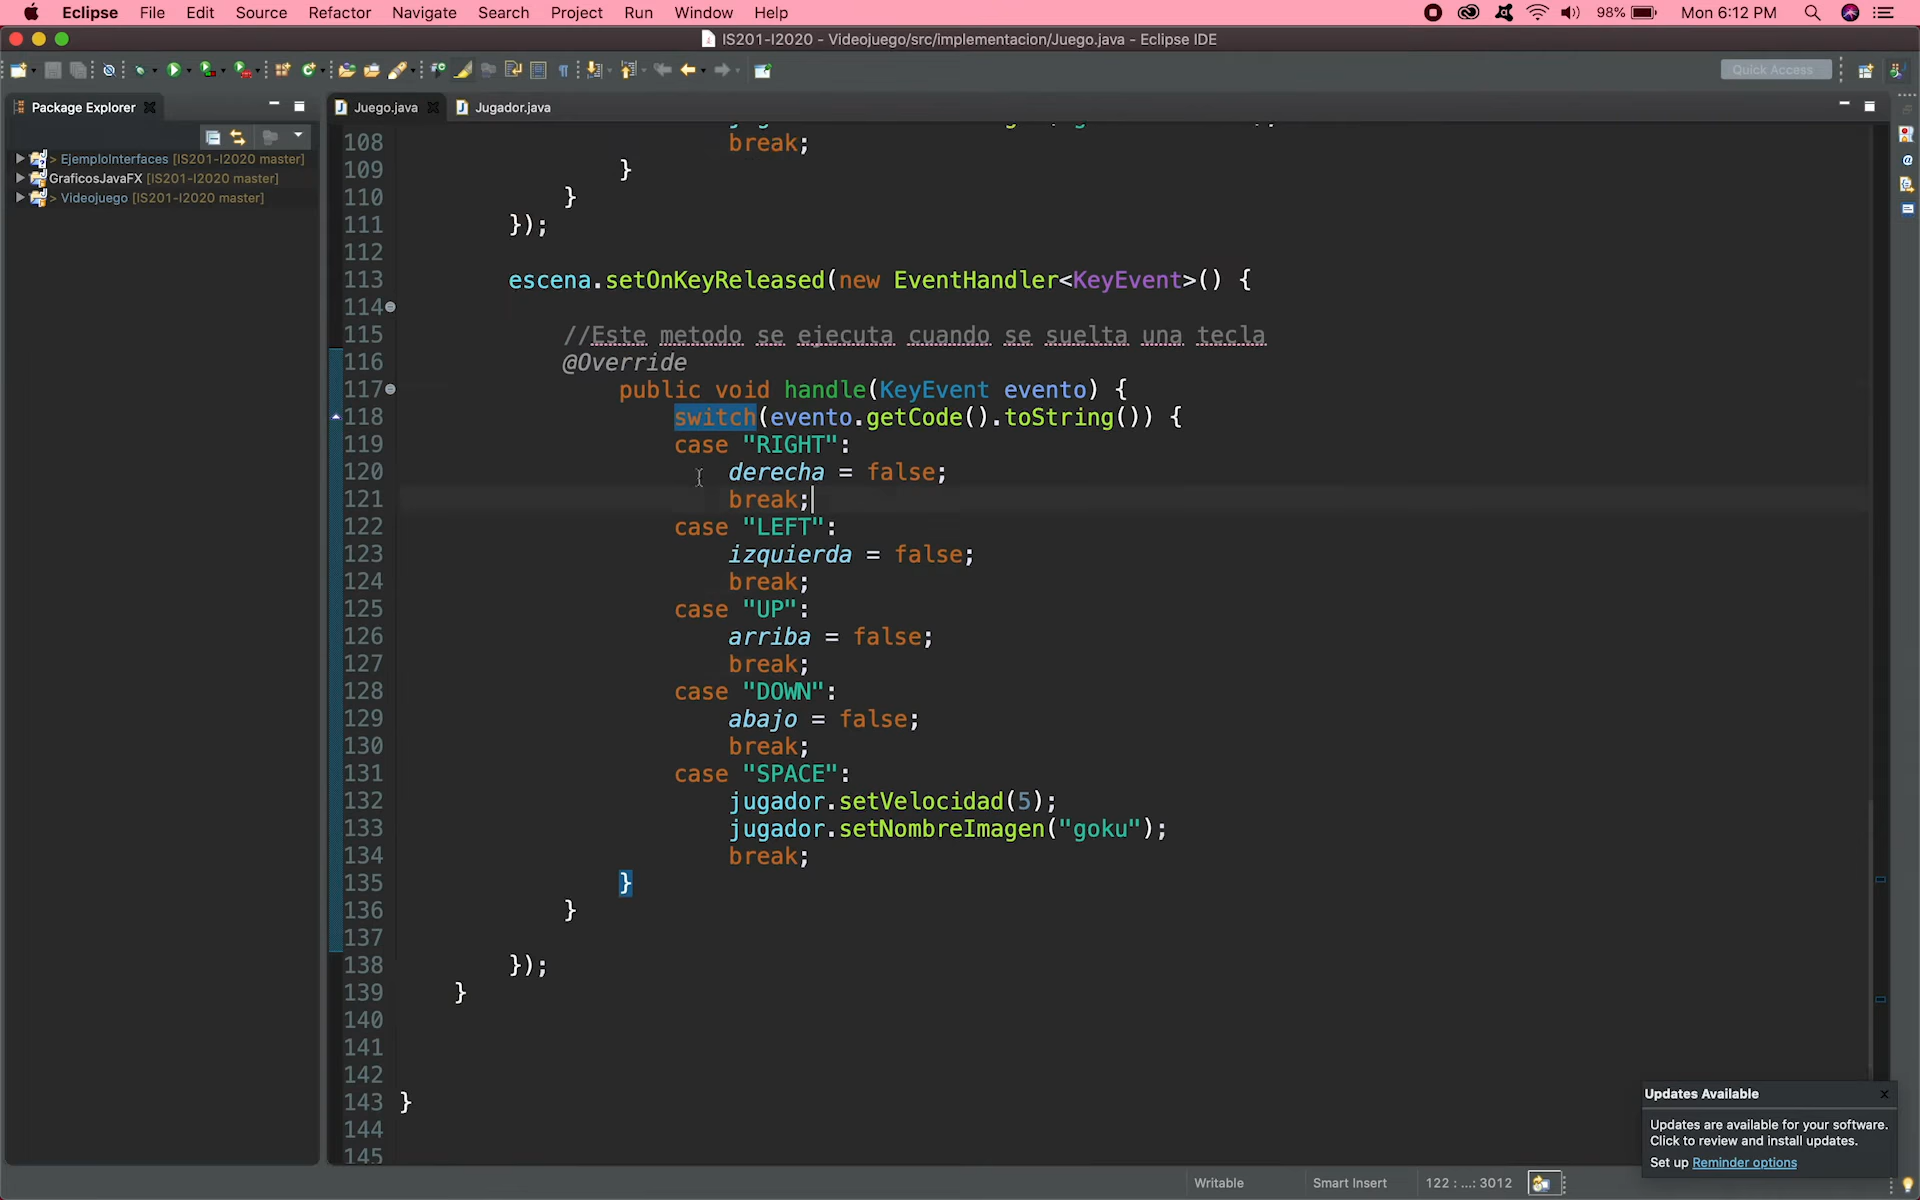 Eclipse File Edit Source Refactor Navigate Search Project Run Window Help 98% Mon 6:12 PM
IS201-I2020 - Videojuego/src/implementacion/Juego.java - Eclipse IDE
Quick Access
Package Explorer
Juego.java Jugador.java
> EjemploInterfaces [IS201-I2020 master]
GraficosJavaFX [IS201-I2020 master]
> Videojuego [IS201-I2020 master]
108 break;
109 }
110 }
111 });
112
113 escena.setOnKeyReleased(new EventHandler<KeyEvent>() {
114
115 //Este metodo se ejecuta cuando se suelta una tecla
116 @Override
117 public void handle(KeyEvent evento) {
118 switch(evento.getCode().toString()) {
119 case "RIGHT":
120 derecha = false;
121 break;
122 case "LEFT":
123 izquierda = false;
124 break;
125 case "UP":
126 arriba = false;
127 break;
128 case "DOWN":
129 abajo = false;
130 break;
131 case "SPACE":
132 jugador.setVelocidad(5);
133 jugador.setNombreImagen("goku");
134 break;
135 }
136 }
137
138 });
139 }
140
141
142
143 }
144
145
Updates Available
Updates are available for your software.
Click to review and install updates.
Set up Reminder options
Writable Smart Insert 122 : ...: 3012